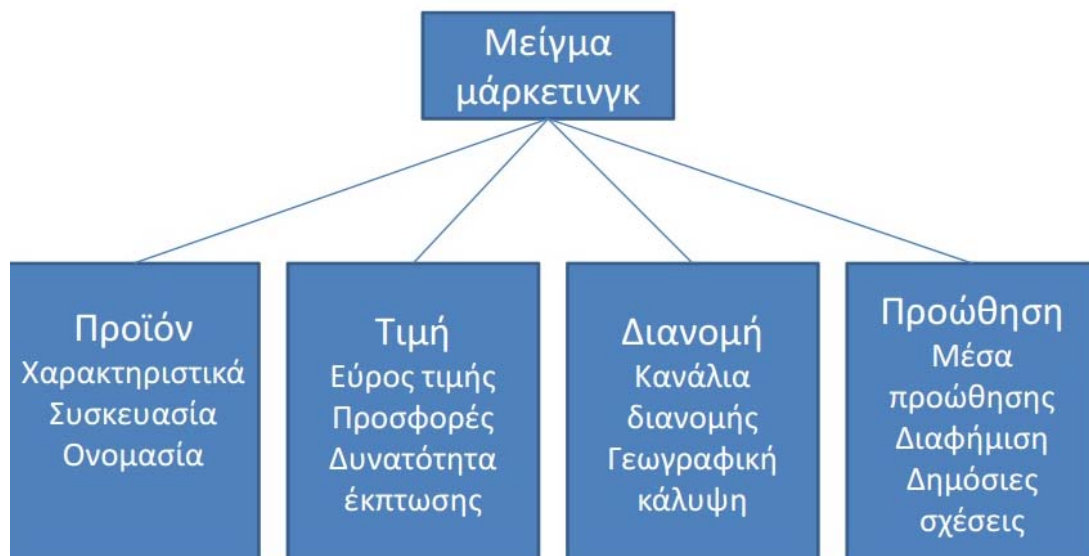 Μείγμα
μάρκετινγκ
Προϊόν
Χαρακτηριστικά
Συσκευασία
Ονομασία
Τιμή
Εύρος τιμής
Προσφορές
Δυνατότητα
έκπτωσης
Διανομή
Κανάλια
διανομής
Γεωγραφική
κάλυψη
Προώθηση
Μέσα
προώθησης
Διαφήμιση
Δημόσιες
σχέσεις